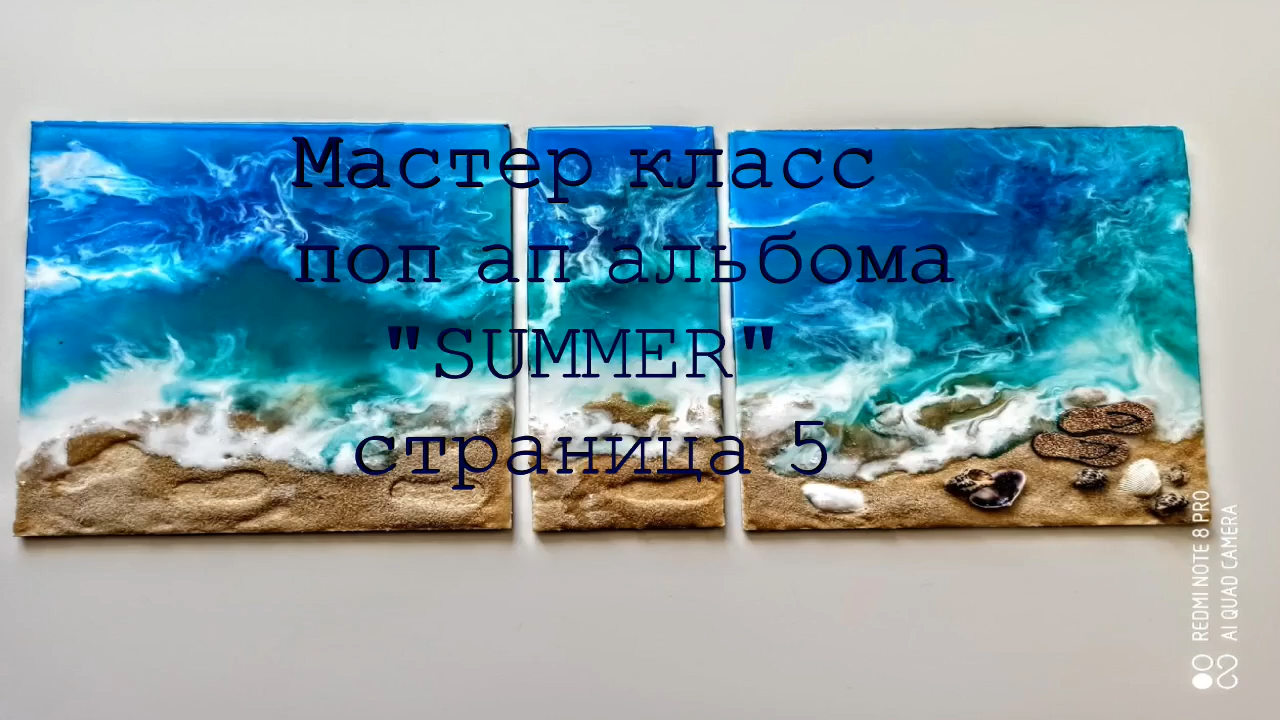 Мастер класс
поп ап альбома
"SUMMER"
страница 5
REDMI NOTE 8 PRO
AI QUAD CAMERA